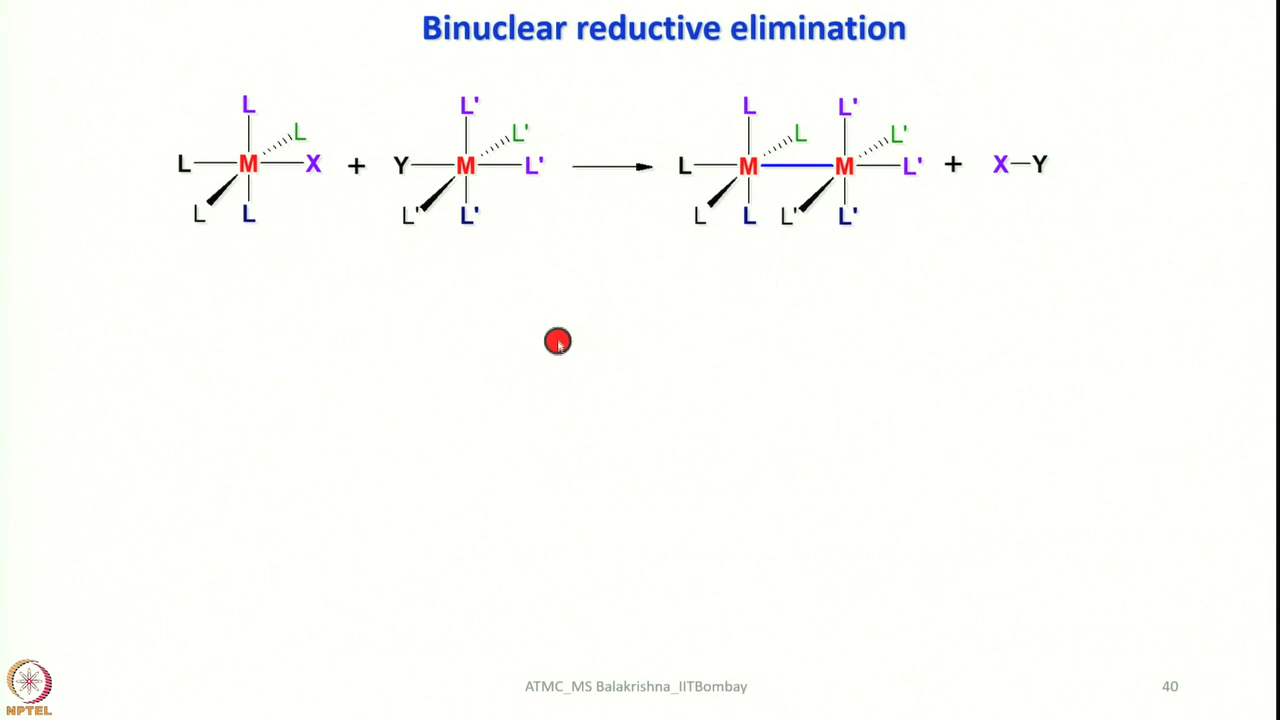 Binuclear reductive elimination
L L' L L'
L L' L L'
L M X + Y M L' L M M L' + X Y
L L L' L' L L L' L'
ATMC_MS Balakrishna_IITBombay 40
NPTEL